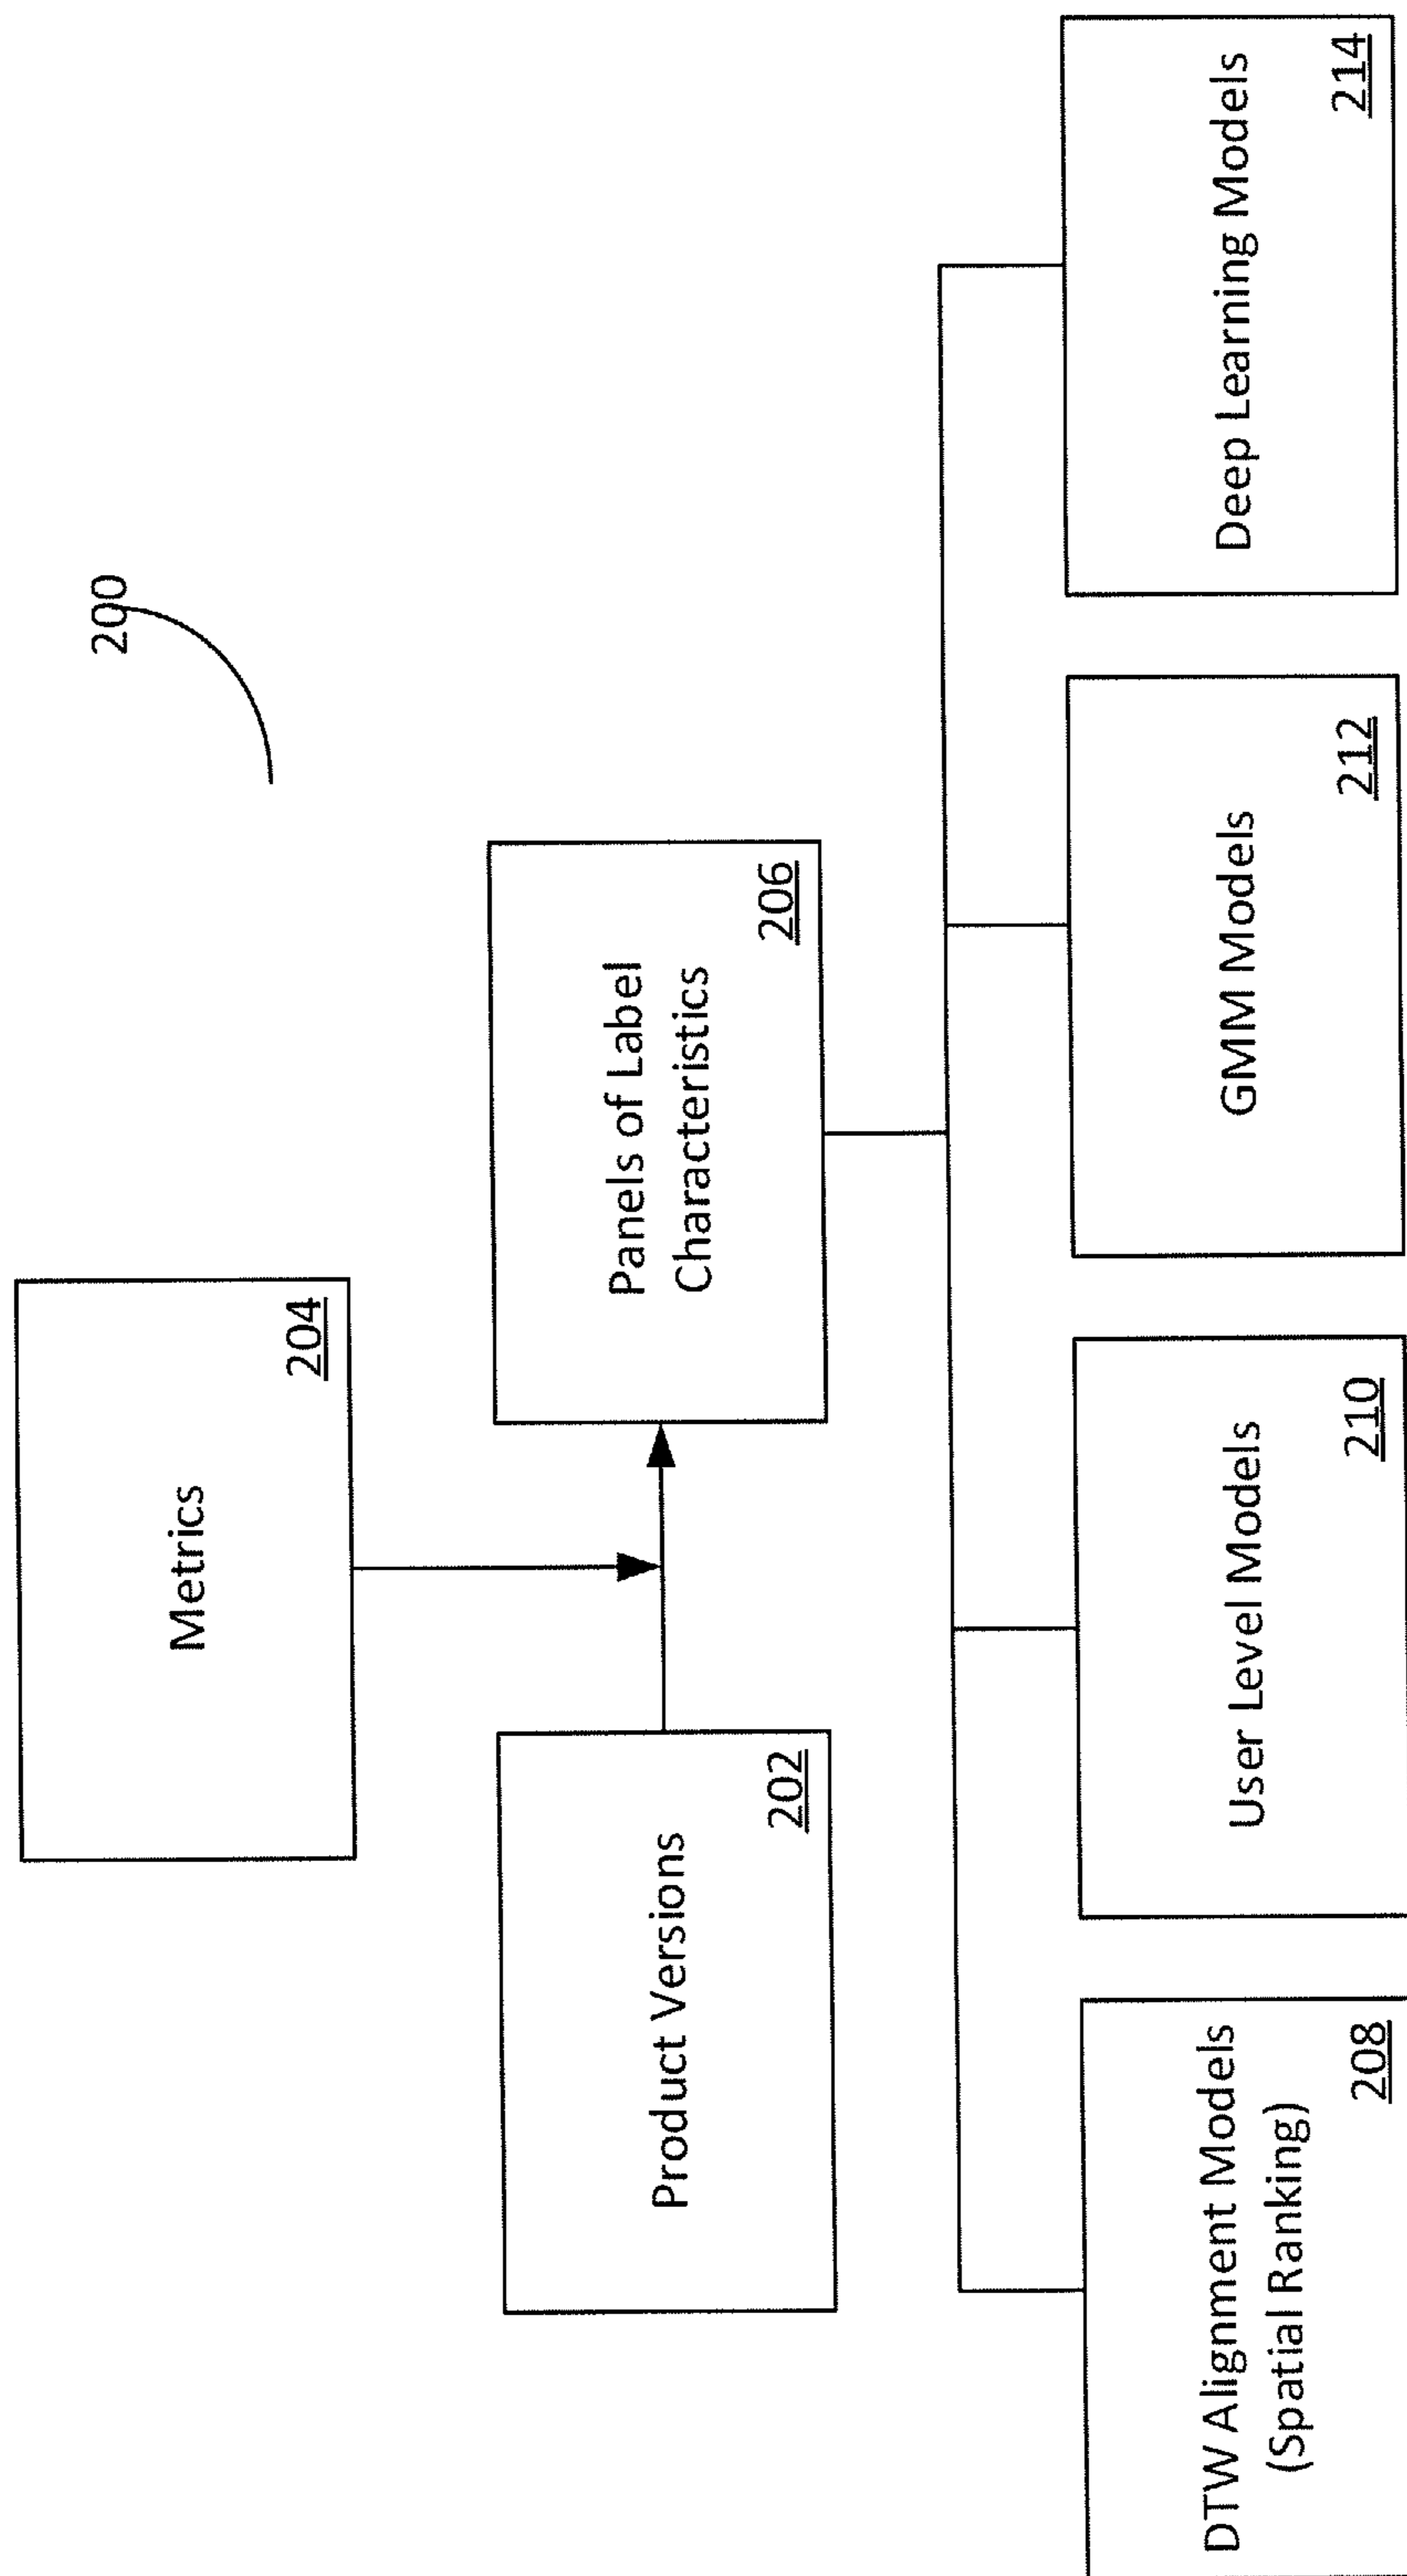 200
Metrics
204
Product Versions
202
Panels of Label
Characteristics
206
DTW Alignment Models
(Spatial Ranking)
208
User Level Models
210
GMM Models
212
Deep Learning Models
214